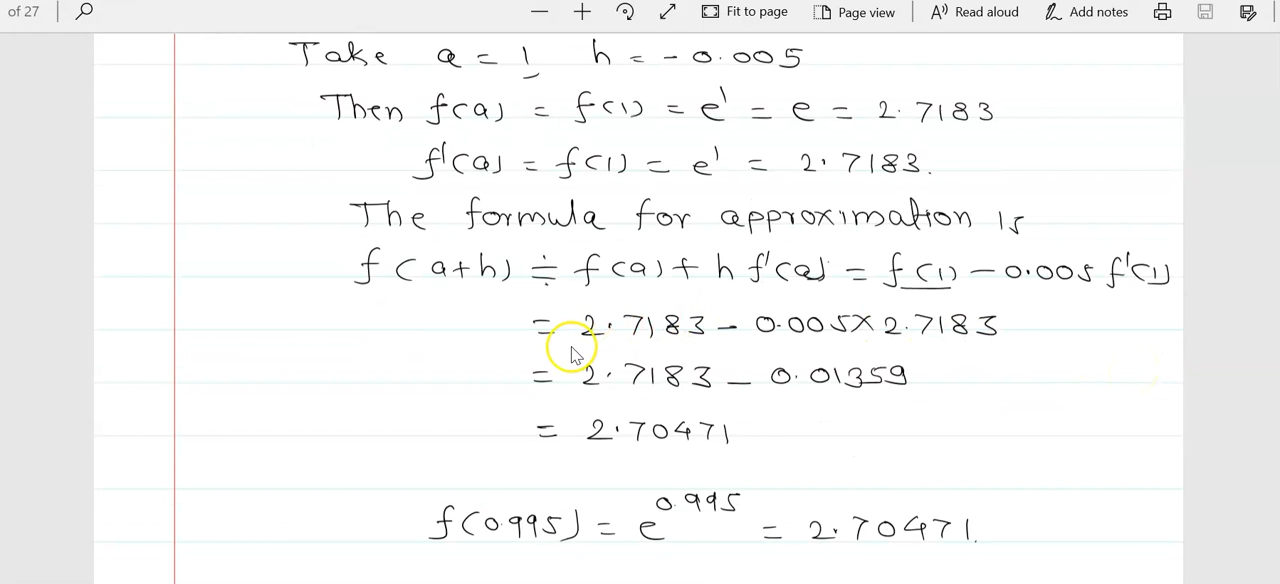 of 27 Fit to page Page view Read aloud Add notes
Take a = 1, h = -0.005
Then f(a) = f(1) = e¹ = e = 2.7183
f'(a) = f(1) = e¹ = 2.7183.
The formula for approximation is
f(a+h) ≑ f(a) + h f'(a) = f(1) - 0.005 f'(1)
= 2.7183 - 0.005 × 2.7183
= 2.7183 - 0.01359
= 2.70471
f(0.995) = e^0.995 = 2.70471.